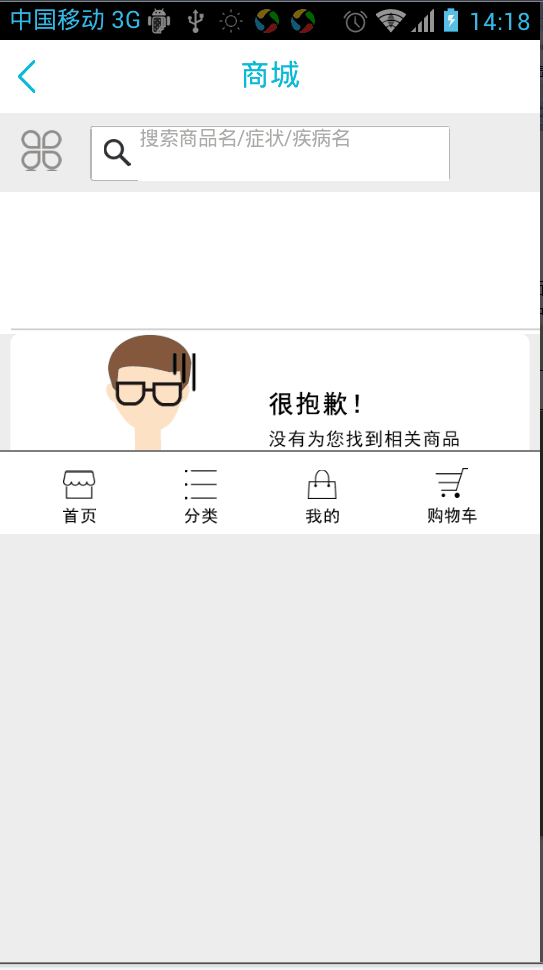 中国移动 3G 14:18
商城
搜索商品名/症状/疾病名
很抱歉！
没有为您找到相关商品
首页 分类 我的 购物车